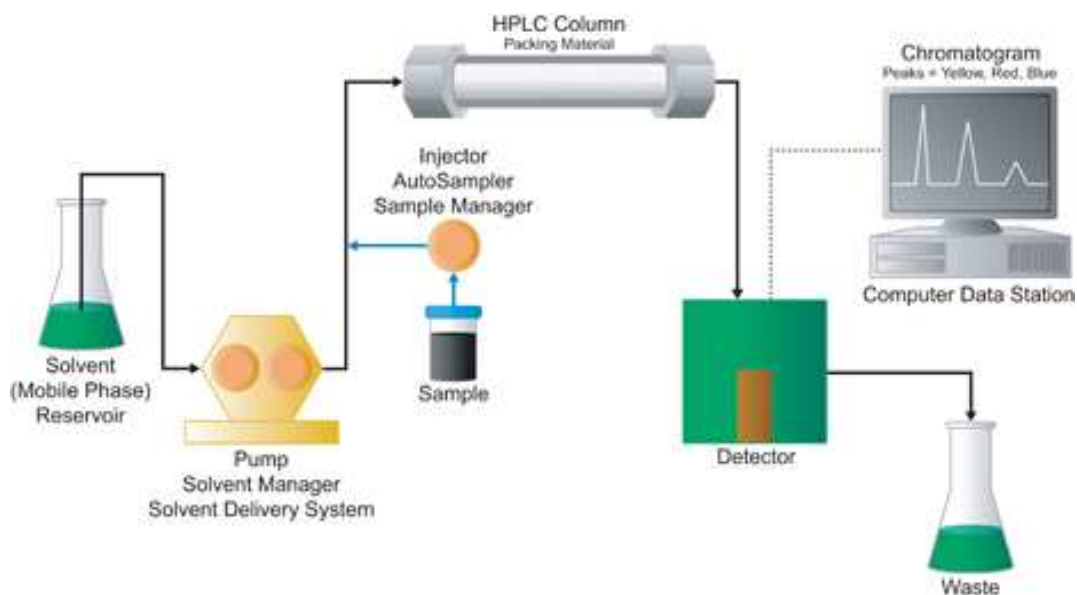 HPLC Column
Packing Material
Chromatogram
Peaks = Yellow, Red, Blue
Injector
AutoSampler
Sample Manager
Computer Data Station
Solvent
(Mobile Phase)
Reservoir
Sample
Detector
Pump
Solvent Manager
Solvent Delivery System
Waste